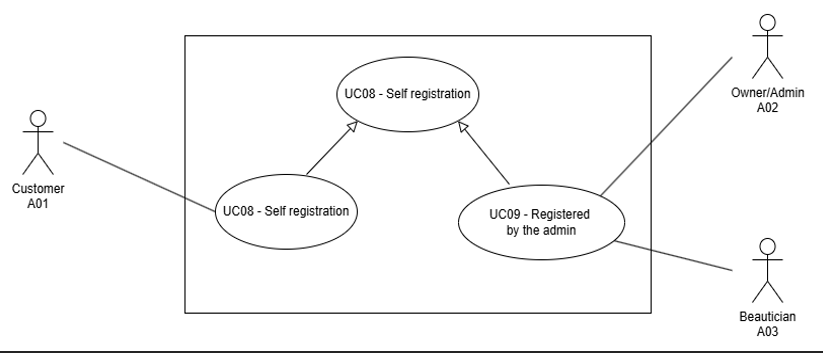 UC08 - Self registration
Owner/Admin
A02
Customer
A01
UC08 - Self registration
UC09 - Registered
by the admin
Beautician
A03